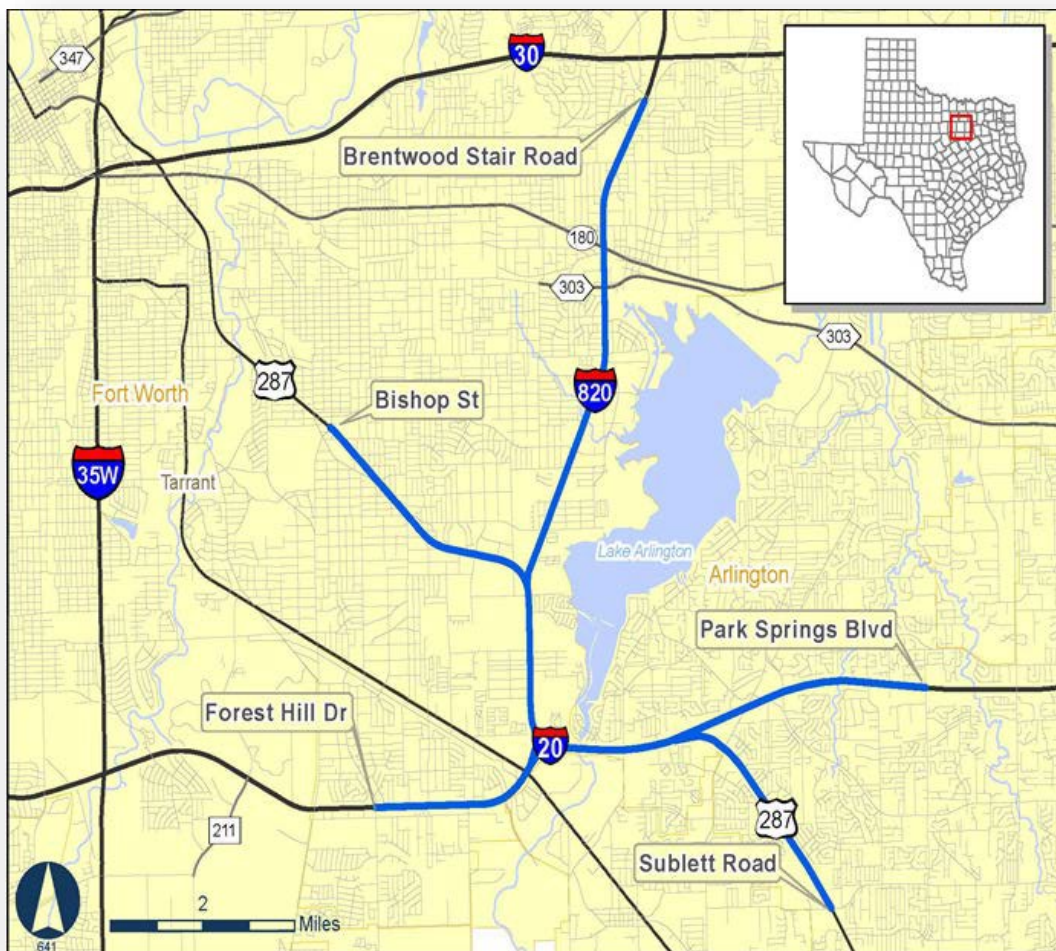 347
30
Brentwood Stair Road
180
303
303
287
Bishop St
820
Fort Worth
35W
Tarrant
Lake Arlington
Arlington
Park Springs Blvd
Forest Hill Dr
20
287
211
Sublett Road
2
Miles
641